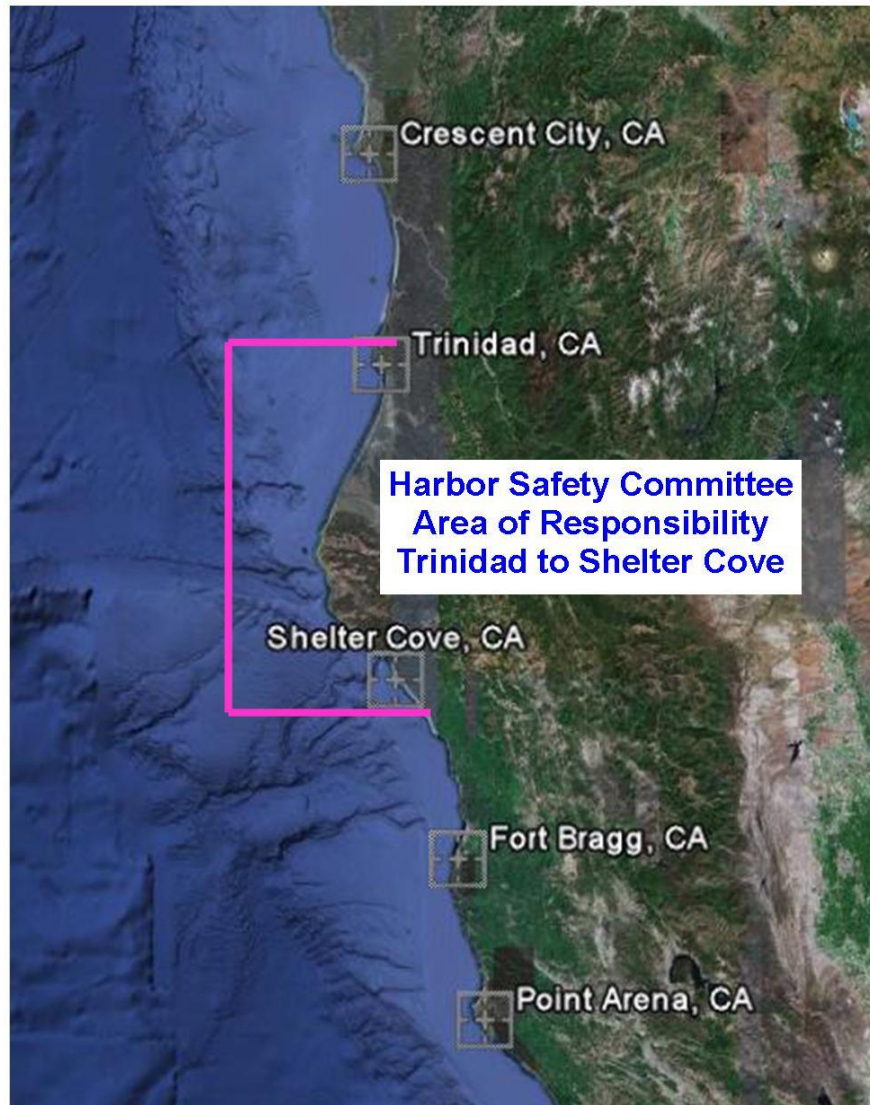 Crescent City, CA
Trinidad, CA
Harbor Safety Committee
Area of Responsibility
Trinidad to Shelter Cove
Shelter Cove, CA
Fort Bragg, CA
Point Arena, CA